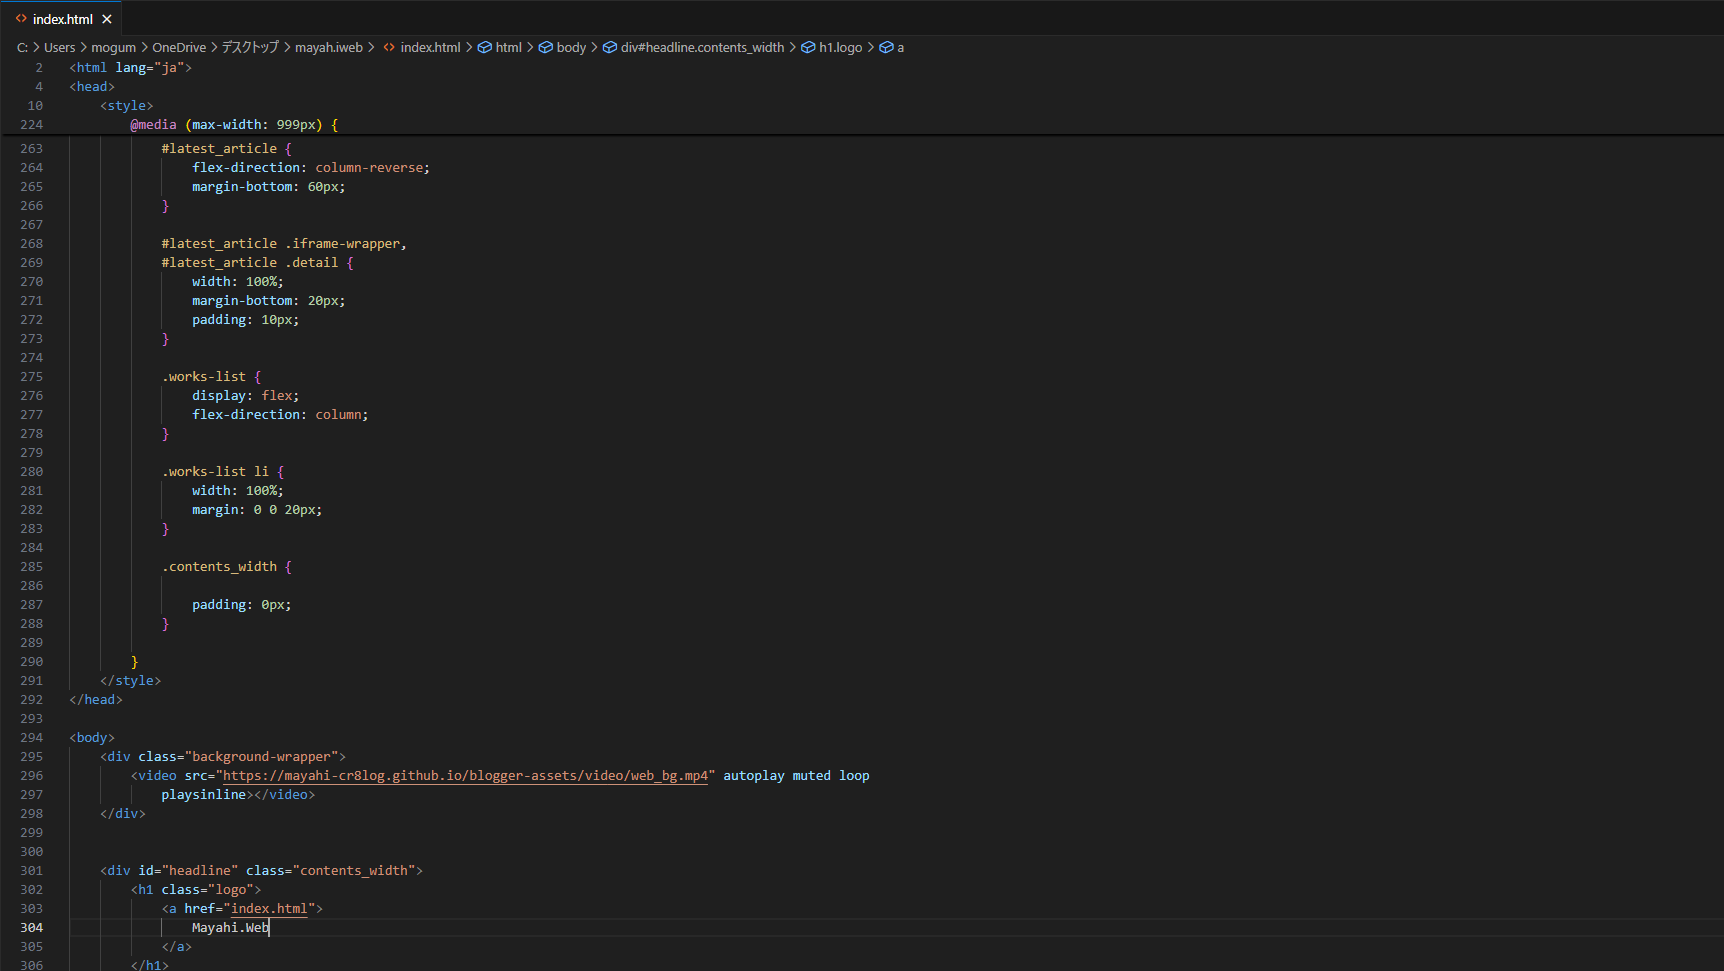 index.html
C: > Users > mogum > OneDrive > デスクトップ > mayah.iweb > index.html > html > body > div#headline.contents_width > h1.logo > a
2 <html lang="ja">
4 <head>
10 <style>
224 @media (max-width: 999px) {
263 #latest_article {
264 flex-direction: column-reverse;
265 margin-bottom: 60px;
266 }
267
268 #latest_article .iframe-wrapper,
269 #latest_article .detail {
270 width: 100%;
271 margin-bottom: 20px;
272 padding: 10px;
273 }
274
275 .works-list {
276 display: flex;
277 flex-direction: column;
278 }
279
280 .works-list li {
281 width: 100%;
282 margin: 0 0 20px;
283 }
284
285 .contents_width {
286
287 padding: 0px;
288 }
289
290 }
291 </style>
292 </head>
293
294 <body>
295 <div class="background-wrapper">
296 <video src="https://mayahi-cr8log.github.io/blogger-assets/video/web_bg.mp4" autoplay muted loop
297 playsinline></video>
298 </div>
299
300
301 <div id="headline" class="contents_width">
302 <h1 class="logo">
303 <a href="index.html">
304 Mayahi.Web
305 </a>
306 </h1>